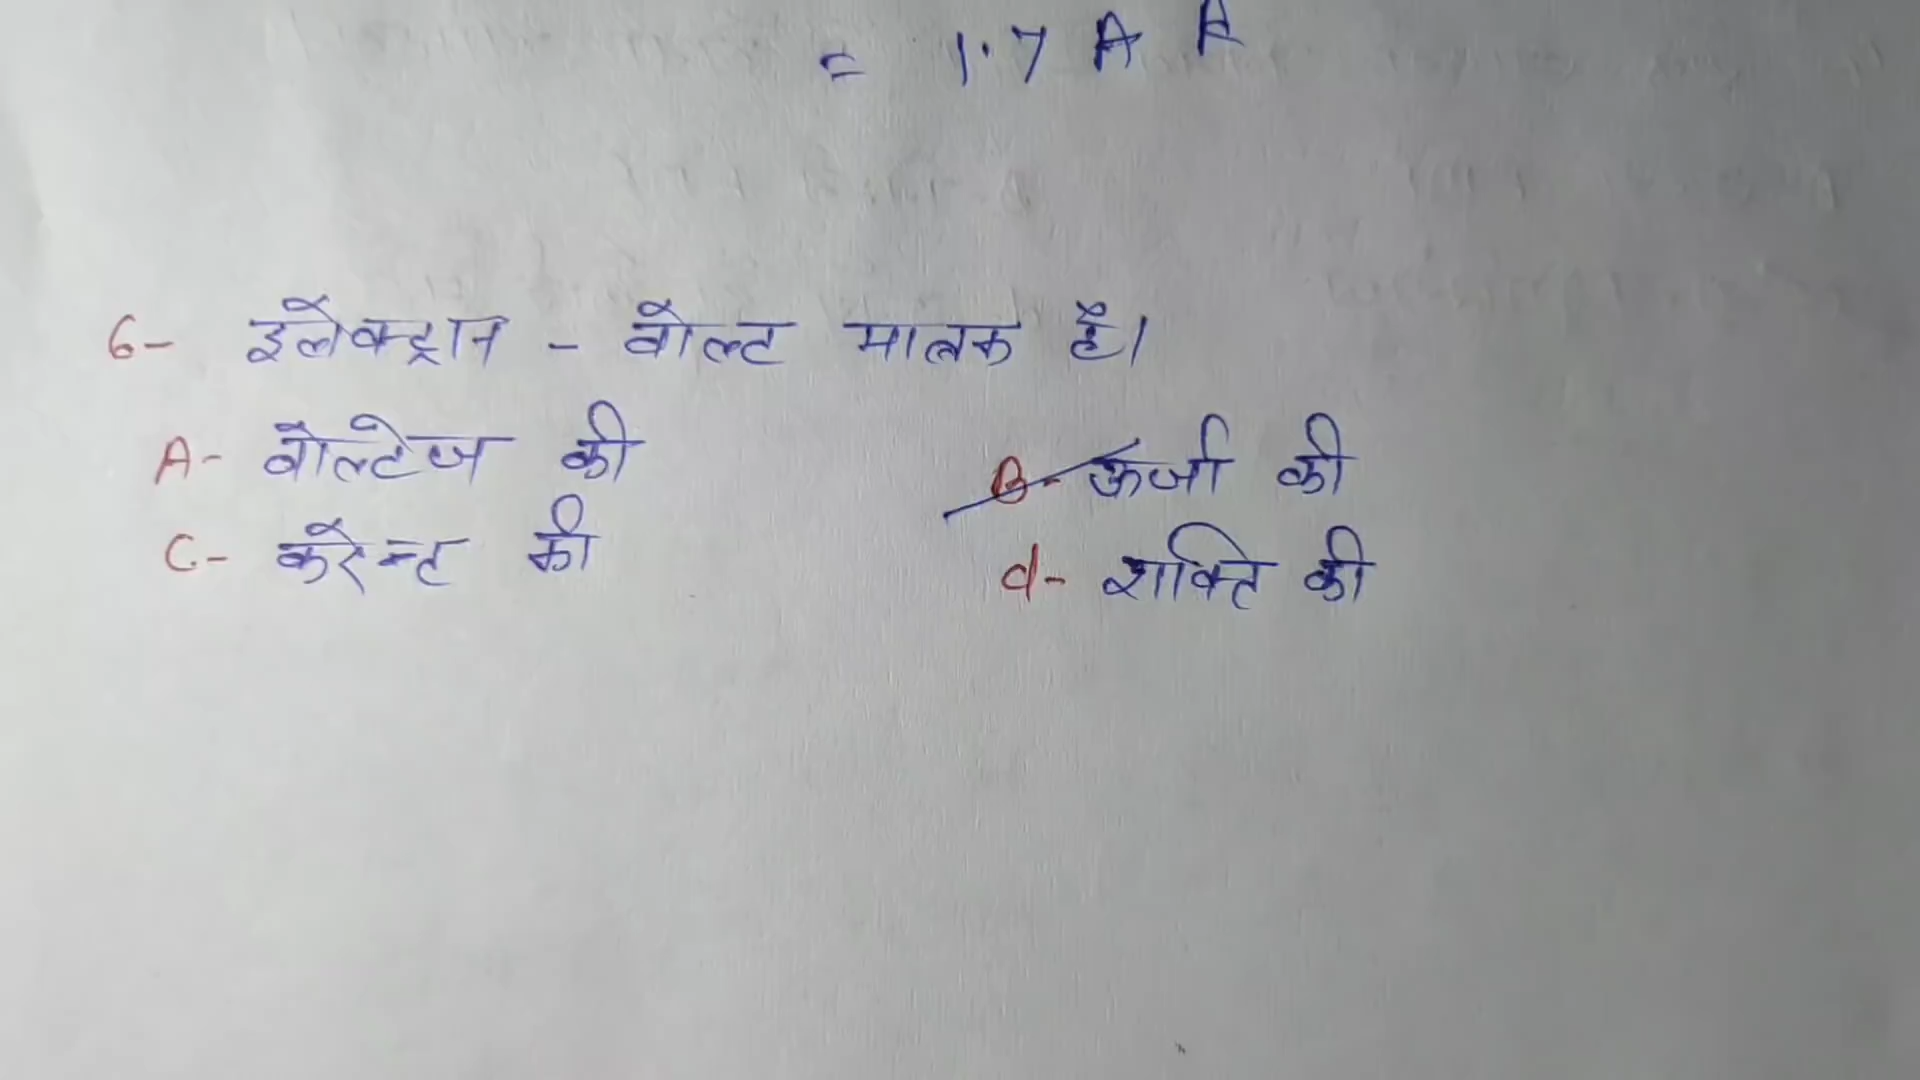 = 1.7 A A
6- इलेक्ट्रान - वोल्ट मात्रक है।
A- वोल्टेज की
B- ऊर्जा की
C- करेन्ट की
d- शक्ति की